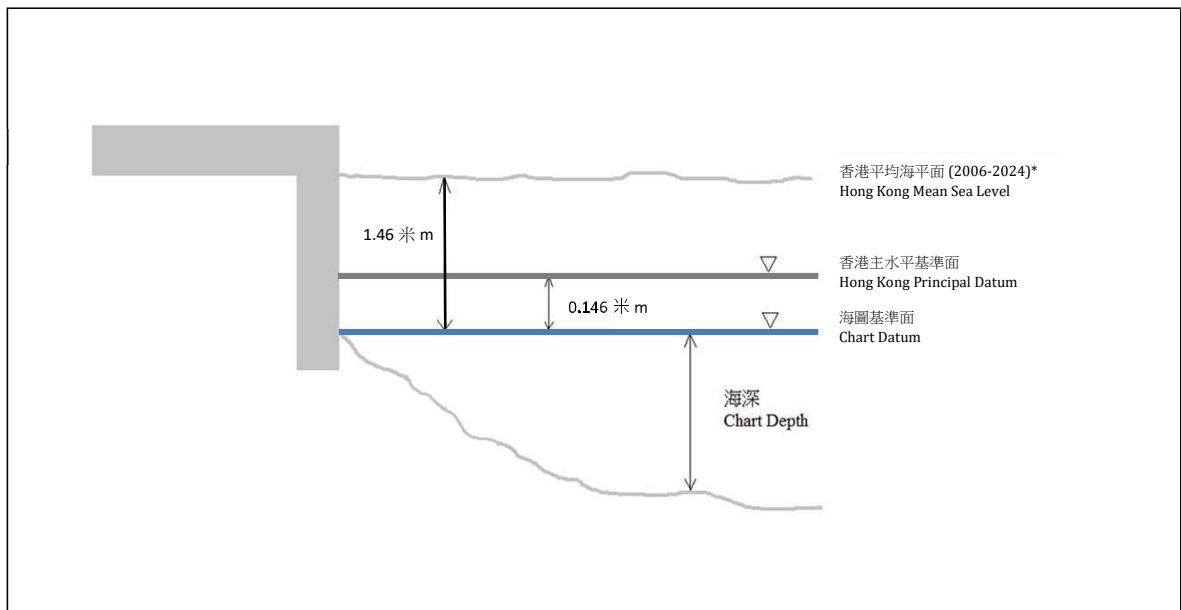 香港平均海平面 (2006-2024)*
Hong Kong Mean Sea Level
1.46 米 m
香港主水平基準面
Hong Kong Principal Datum
0.146 米 m
海圖基準面
Chart Datum
海深
Chart Depth